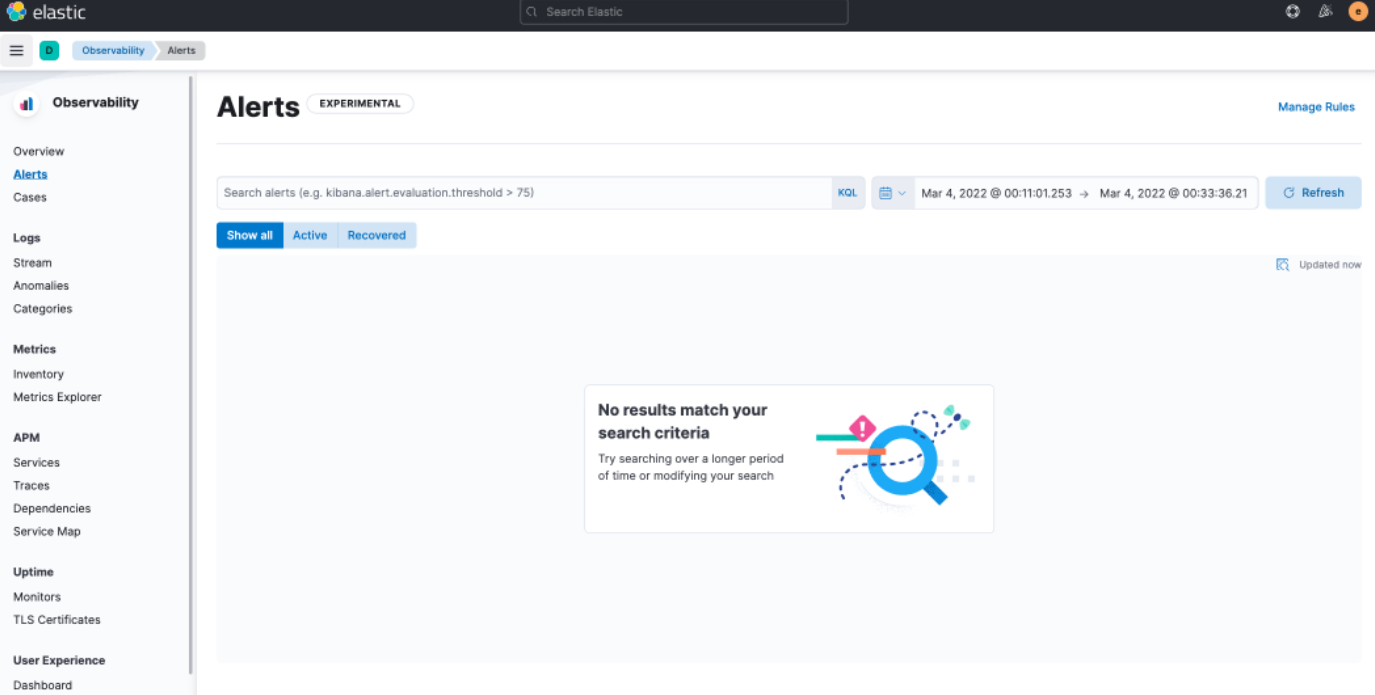 elastic
Search Elastic
e
D
Observability
Alerts
Observability
Overview
Alerts
Cases
Logs
Stream
Anomalies
Categories
Metrics
Inventory
Metrics Explorer
APM
Services
Traces
Dependencies
Service Map
Uptime
Monitors
TLS Certificates
User Experience
Dashboard
Alerts EXPERIMENTAL
Manage Rules
Search alerts (e.g. kibana.alert.evaluation.threshold > 75)
KQL
Mar 4, 2022 @ 00:11:01.253 → Mar 4, 2022 @ 00:33:36.21
Refresh
Show all Active Recovered
Updated now
No results match your
search criteria
Try searching over a longer period
of time or modifying your search